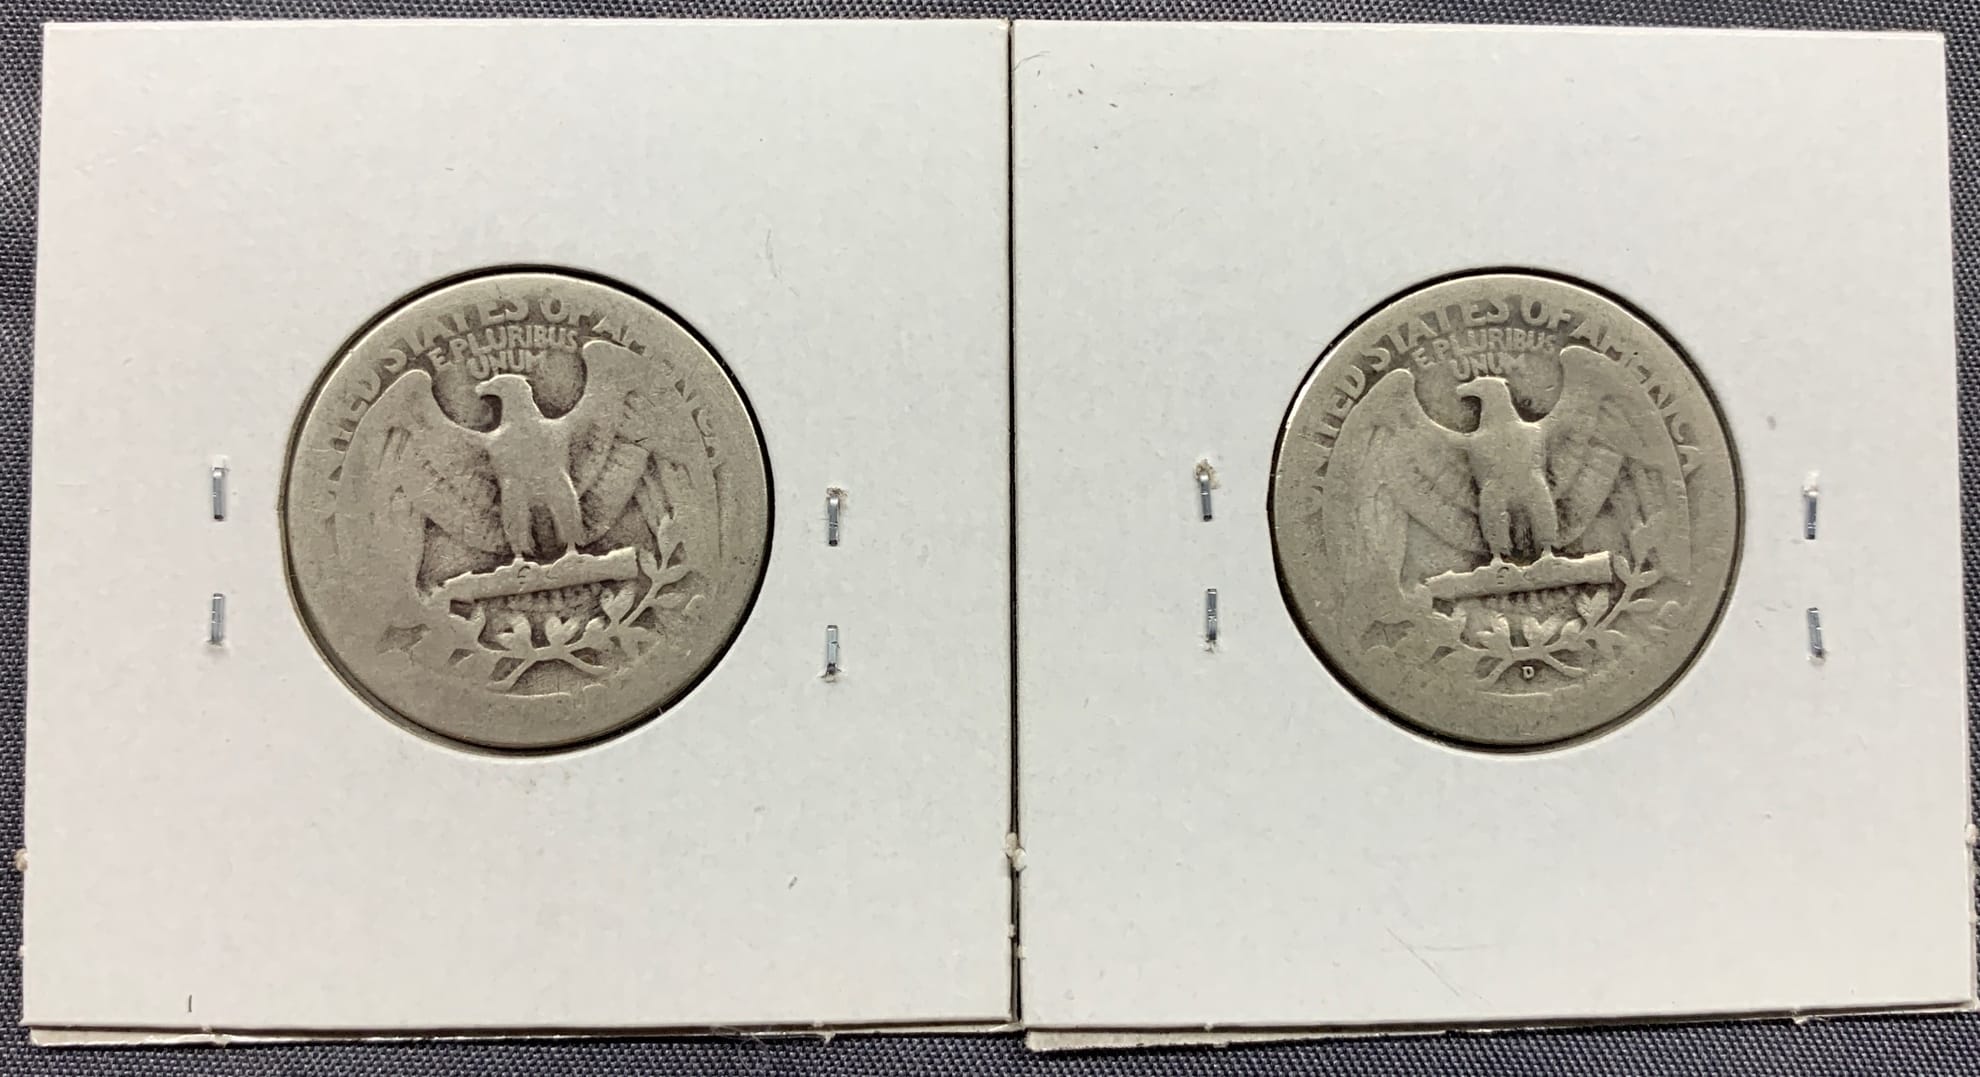 UNITED STATES OF AMERICA
E PLURIBUS
UNUM
UNITED STATES OF AMERICA
E PLURIBUS
UNUM
D